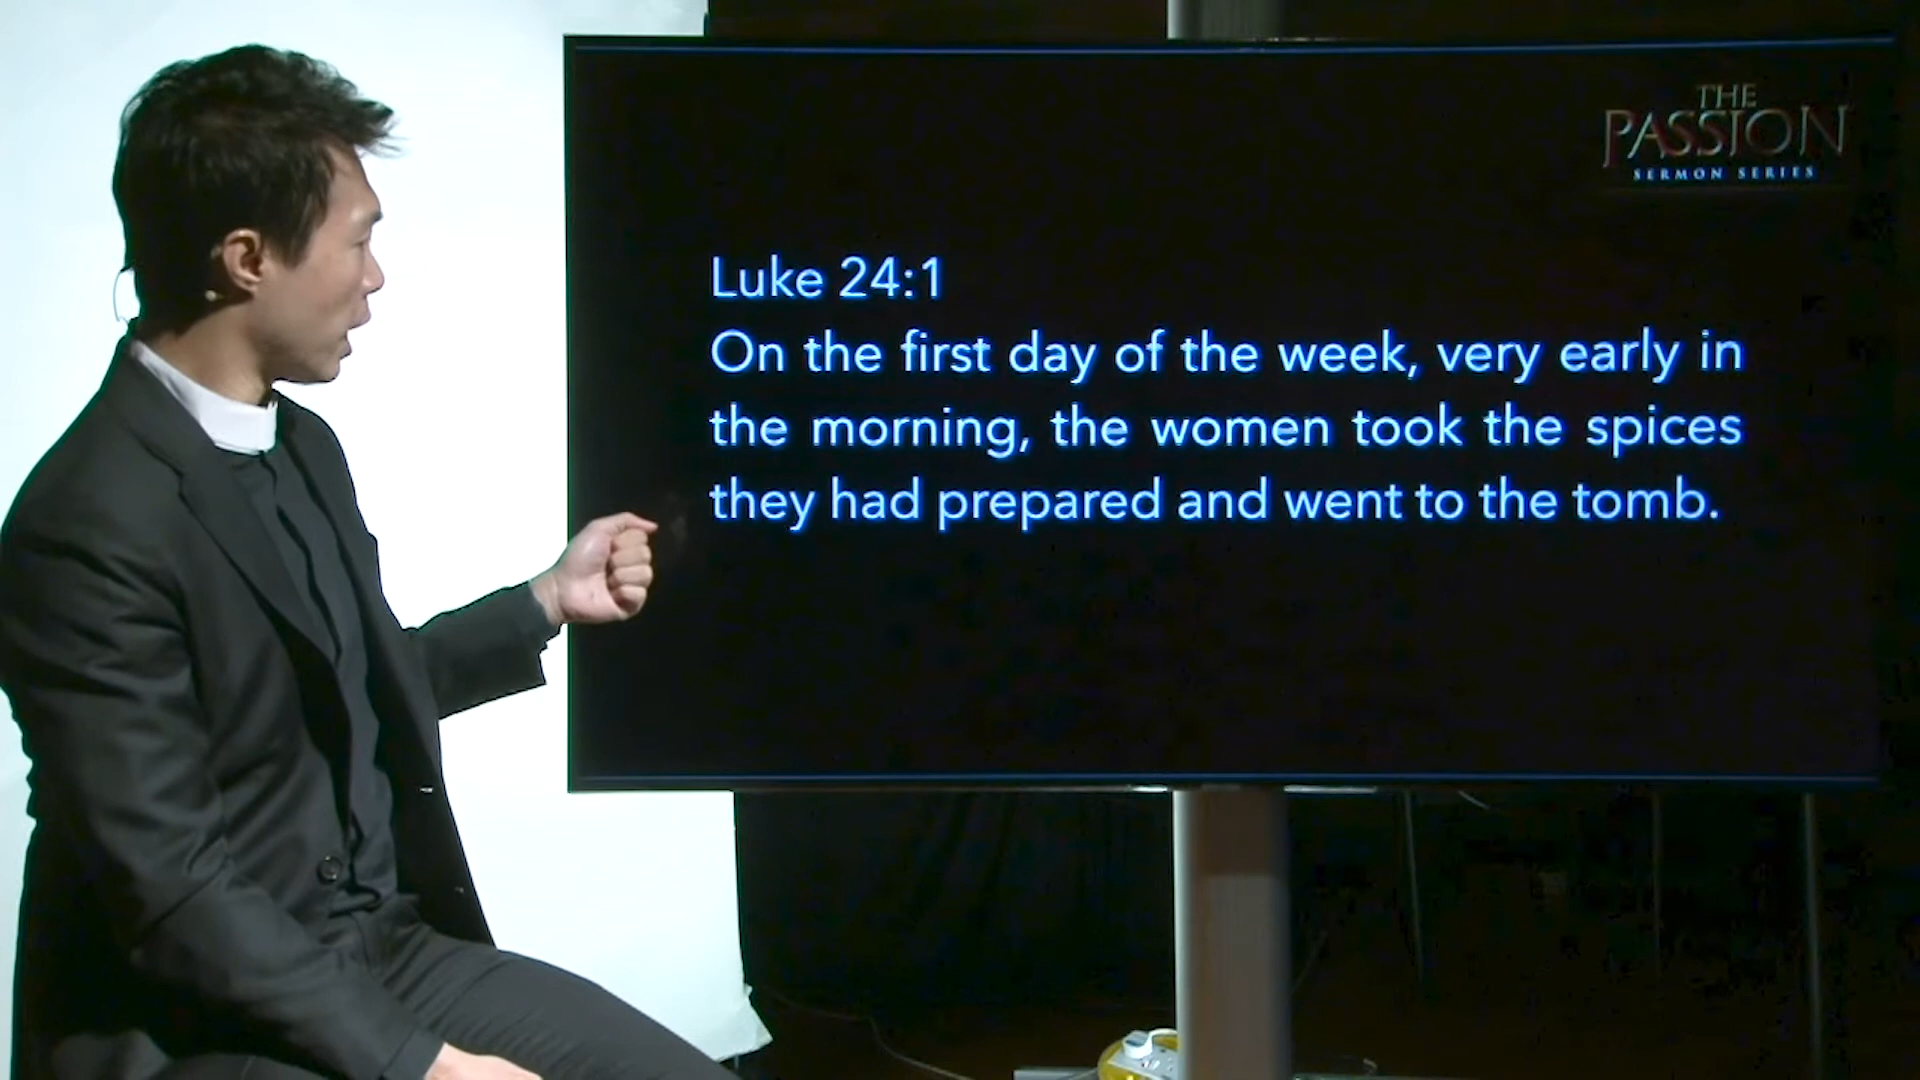 THE
PASSION
SERMON SERIES
Luke 24:1
On the first day of the week, very early in
the morning, the women took the spices
they had prepared and went to the tomb.